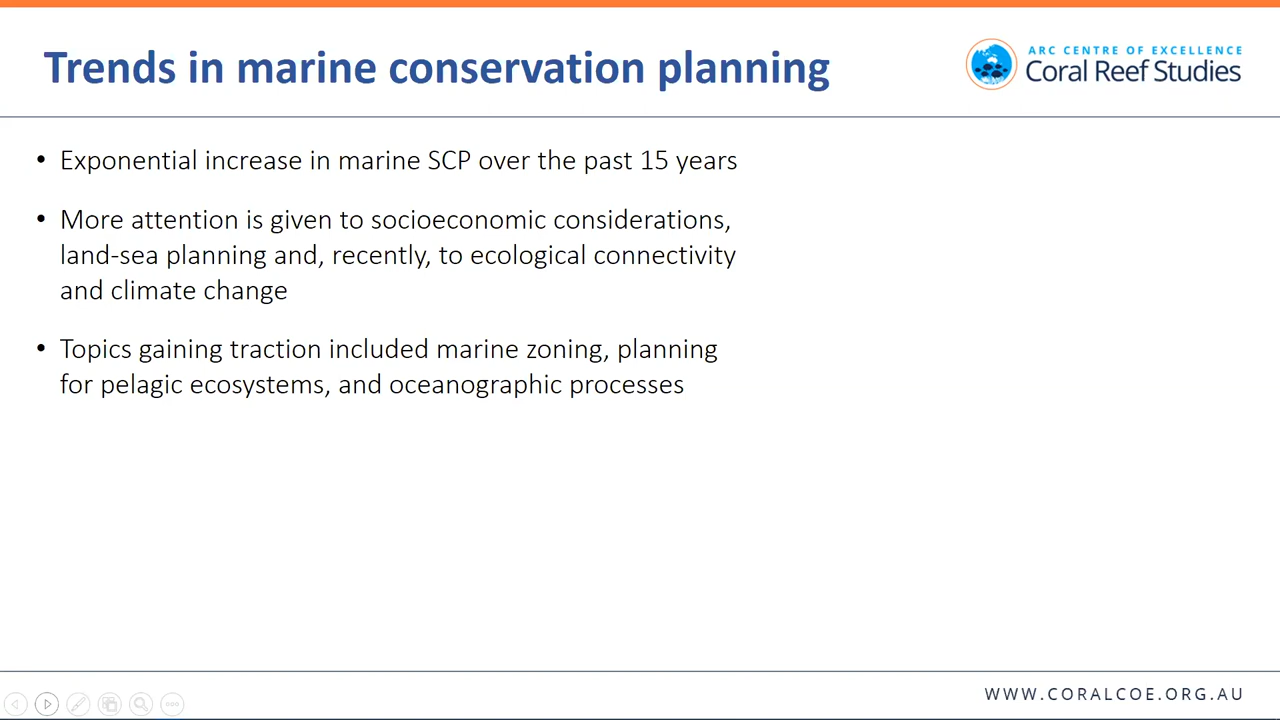 Trends in marine conservation planning
ARC CENTRE OF EXCELLENCE
Coral Reef Studies
• Exponential increase in marine SCP over the past 15 years
• More attention is given to socioeconomic considerations,
land-sea planning and, recently, to ecological connectivity
and climate change
• Topics gaining traction included marine zoning, planning
for pelagic ecosystems, and oceanographic processes
WWW.CORALCOE.ORG.AU